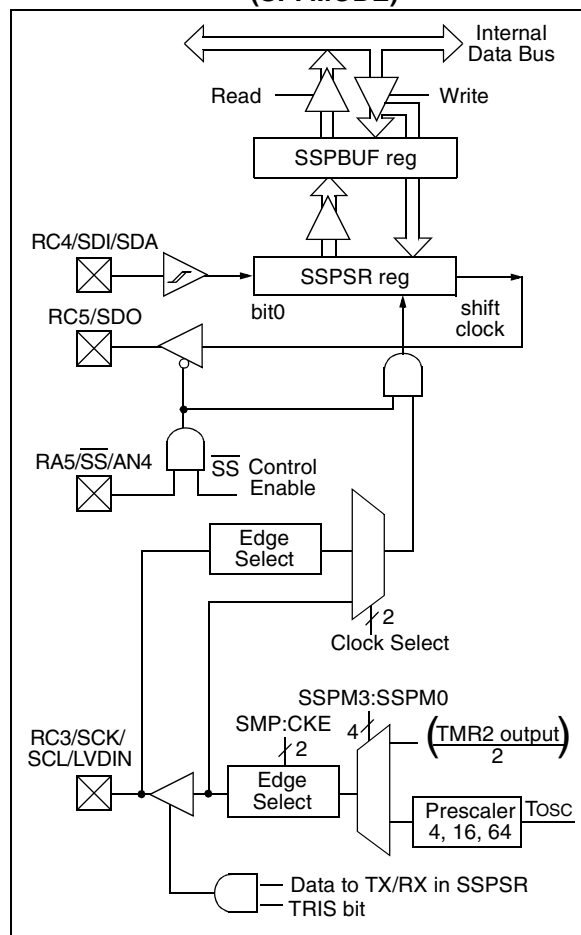 (SPI MODE)
Internal
Data Bus
Read
Write
SSPBUF reg
RC4/SDI/SDA
SSPSR reg
RC5/SDO
bit0
shift
clock
RA5/SS/AN4
SS Control
Enable
Edge
Select
2
Clock Select
SSPM3:SSPM0
SMP:CKE
4
(TMR2 output)
2
2
RC3/SCK/
SCL/LVDIN
Edge
Select
Prescaler
4, 16, 64
TOSC
Data to TX/RX in SSPSR
TRIS bit